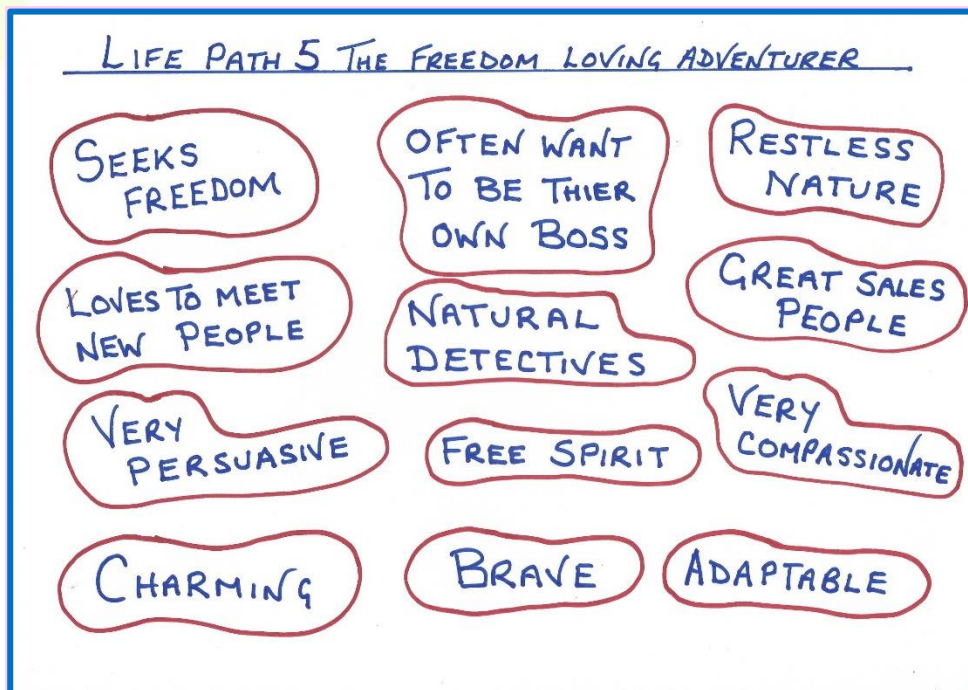 LIFE PATH 5 THE FREEDOM LOVING ADVENTURER
SEEKS
FREEDOM
OFTEN WANT
TO BE THIER
OWN BOSS
RESTLESS
NATURE
LOVES TO MEET
NEW PEOPLE
NATURAL
DETECTIVES
GREAT SALES
PEOPLE
VERY
PERSUASIVE
FREE SPIRIT
VERY
COMPASSIONATE
CHARMING
BRAVE
ADAPTABLE